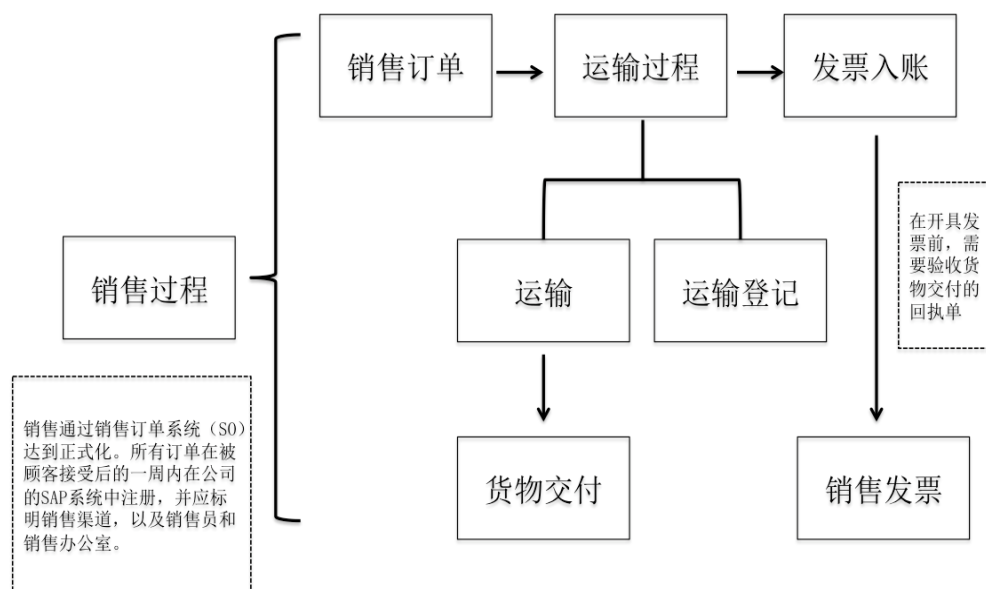 销售订单
运输过程
发票入账
在开具发
票前，需
要验收货
物交付的
回执单
销售过程
运输
运输登记
销售通过销售订单系统（SO）
达到正式化。所有订单在被
顾客接受后的一周内在公司
的SAP系统中注册，并应标
明销售渠道，以及销售员和
销售办公室。
货物交付
销售发票